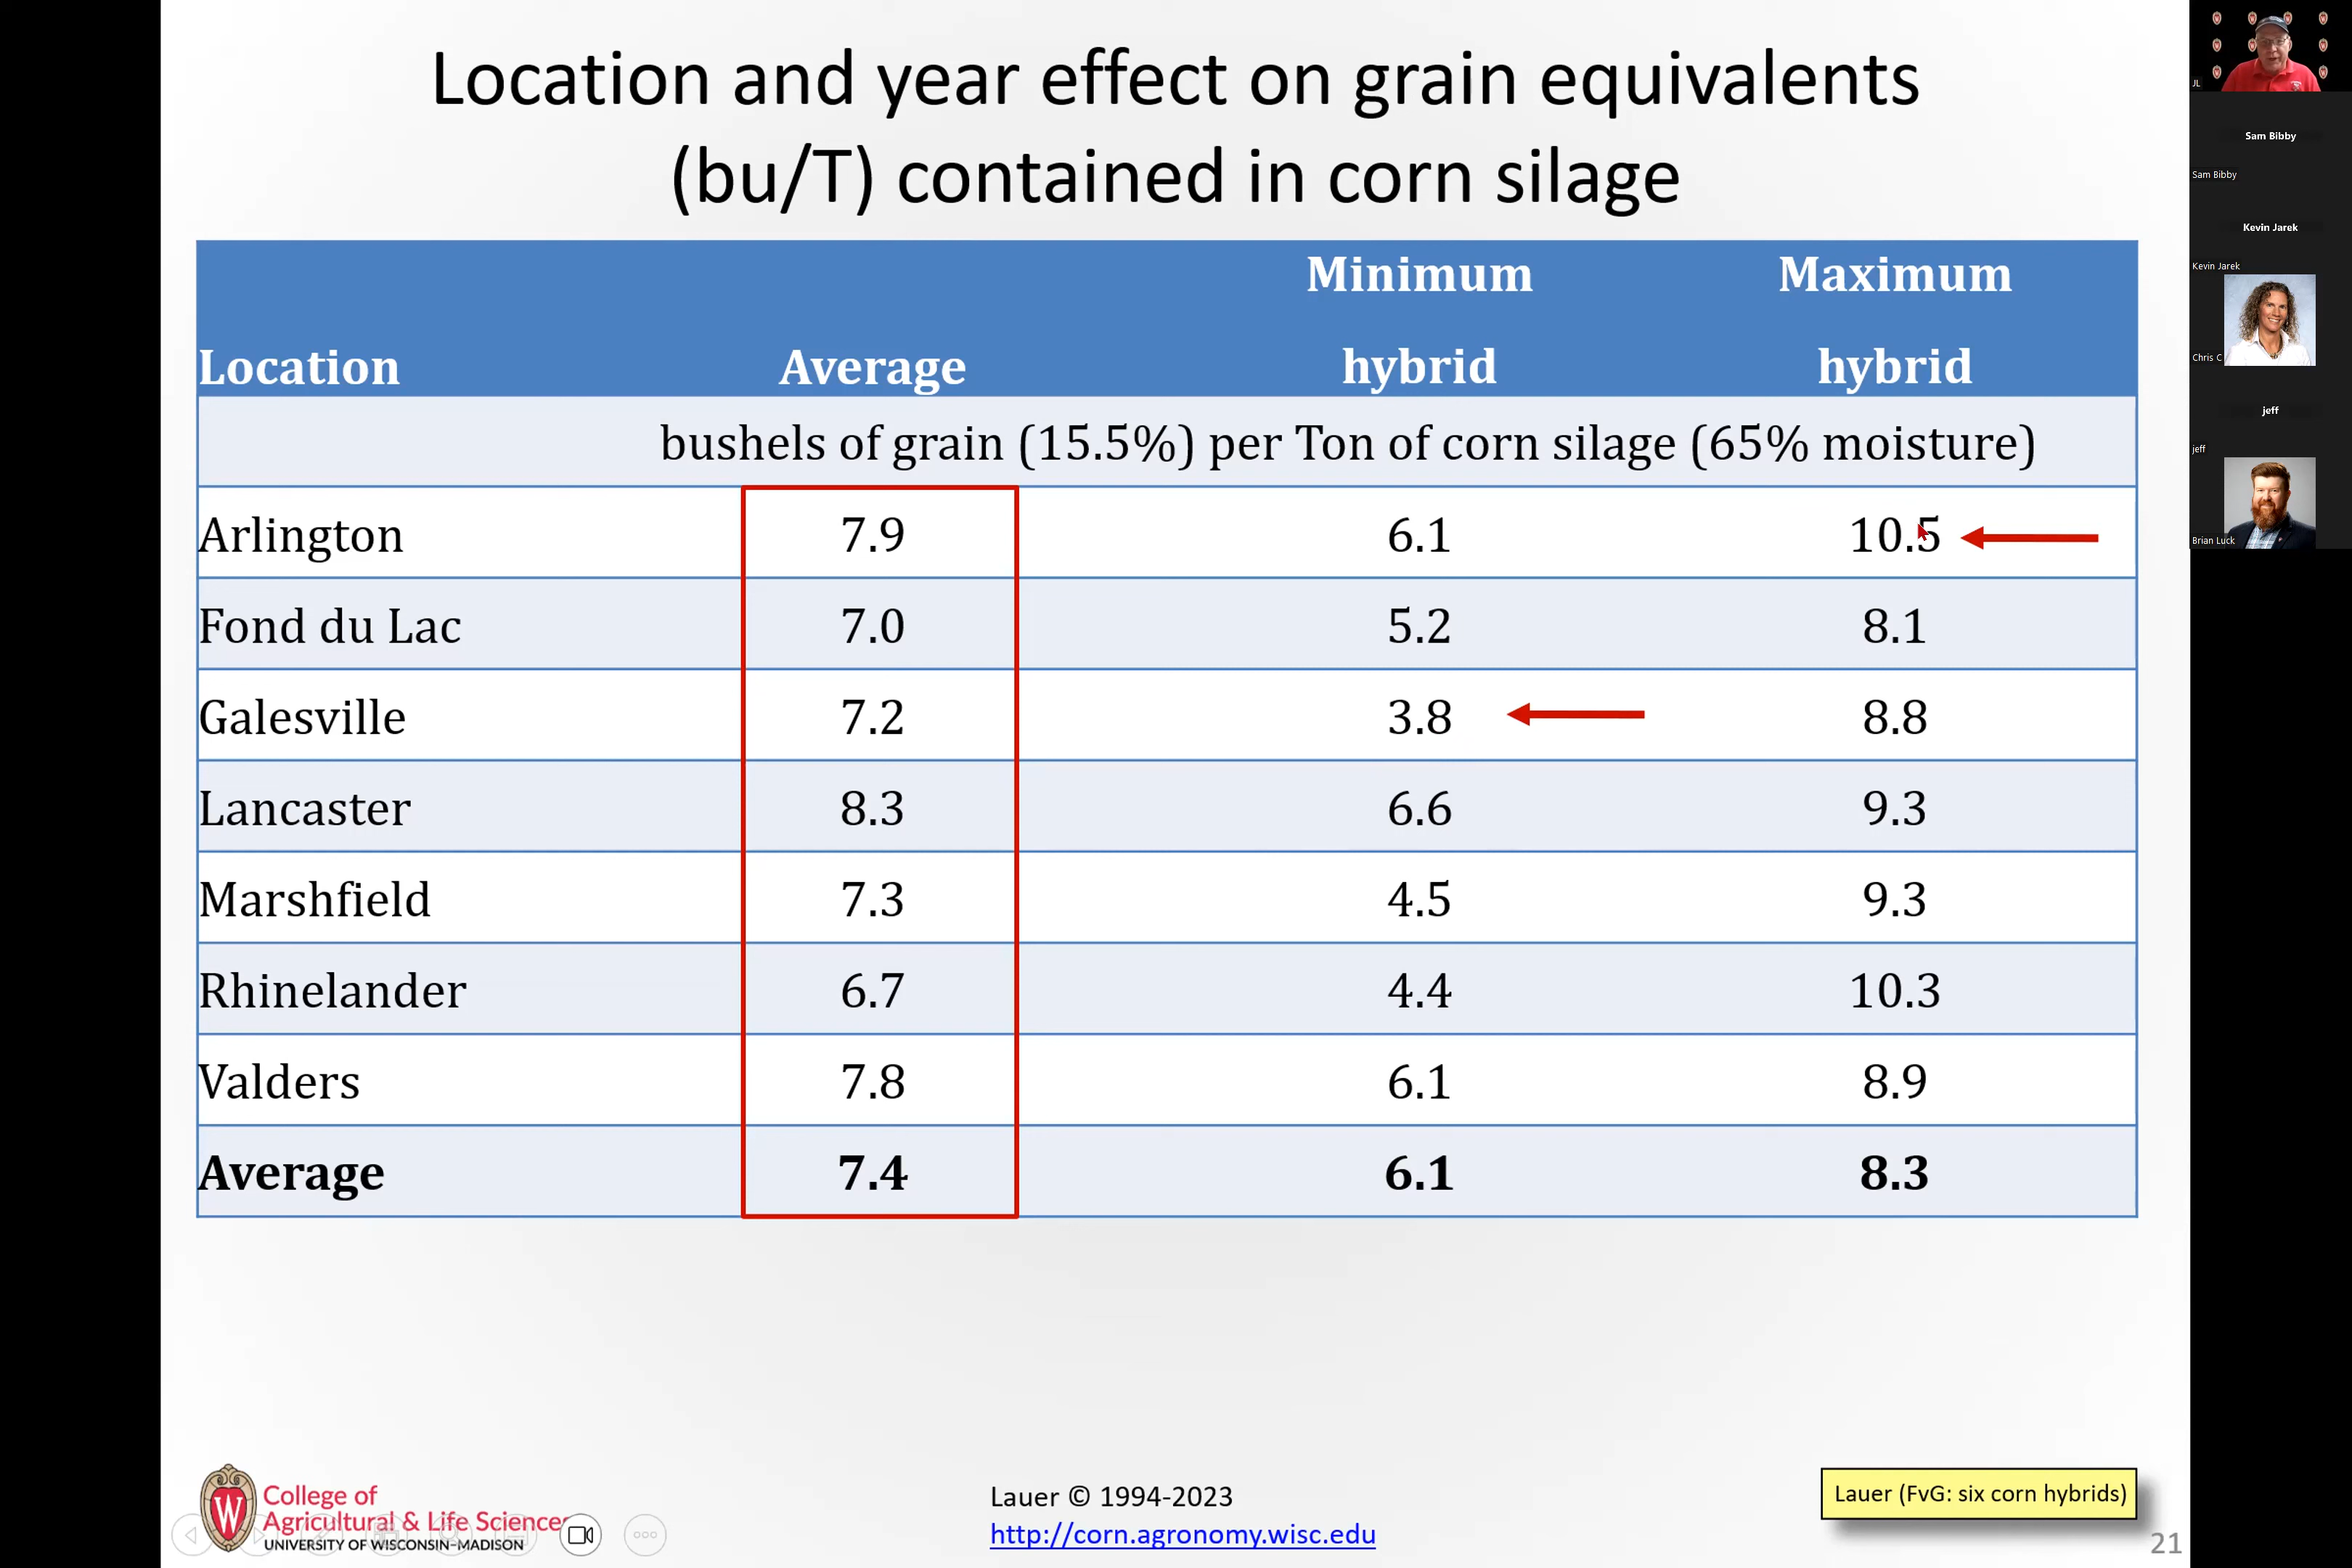 Location and year effect on grain equivalents
(bu/T) contained in corn silage
Minimum Maximum
Location Average hybrid hybrid
bushels of grain (15.5%) per Ton of corn silage (65% moisture)
Arlington 7.9 6.1 10.5
Fond du Lac 7.0 5.2 8.1
Galesville 7.2 3.8 8.8
Lancaster 8.3 6.6 9.3
Marshfield 7.3 4.5 9.3
Rhinelander 6.7 4.4 10.3
Valders 7.8 6.1 8.9
Average 7.4 6.1 8.3
W
College of
Agricultural & Life Sciences
UNIVERSITY OF WISCONSIN-MADISON
Lauer © 1994-2023
http://corn.agronomy.wisc.edu
Lauer (FvG: six corn hybrids)
21
JL
Sam Bibby
Sam Bibby
Kevin Jarek
Kevin Jarek
Chris C
jeff
jeff
Brian Luck